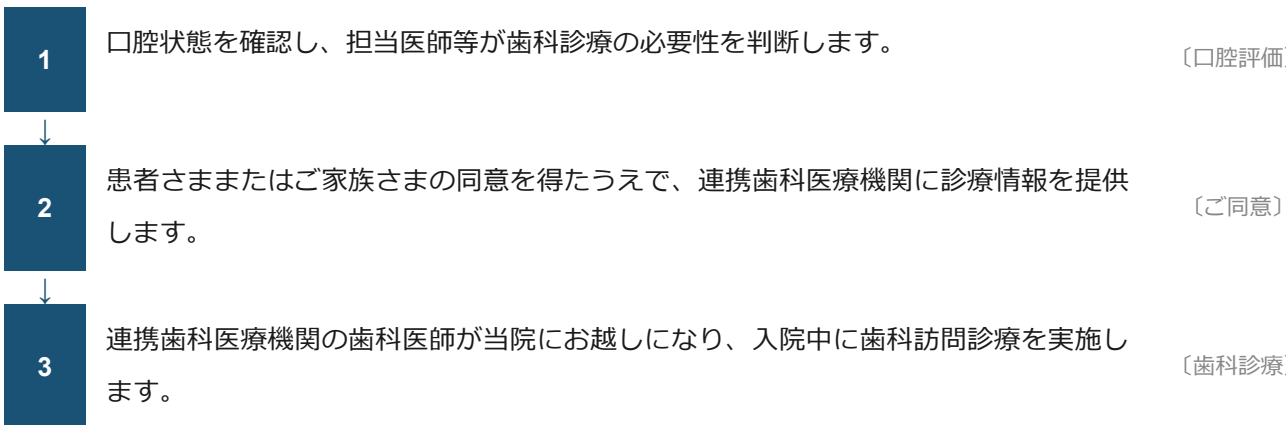 1
口腔状態を確認し、担当医師等が歯科診療の必要性を判断します。
〔口腔評価〕
↓
2
患者さままたはご家族さまの同意を得たうえで、連携歯科医療機関に診療情報を提供
します。
〔ご同意〕
↓
3
連携歯科医療機関の歯科医師が当院にお越しになり、入院中に歯科訪問診療を実施し
ます。
〔歯科診療〕